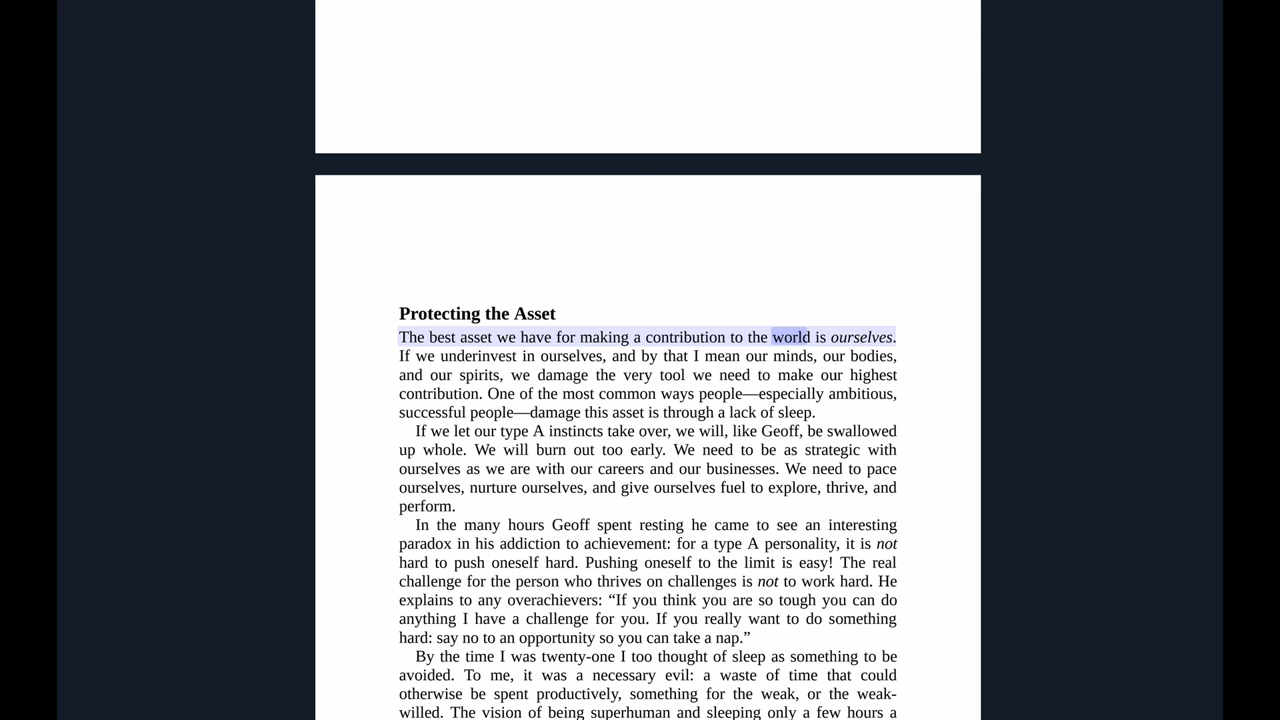 Protecting the Asset
The best asset we have for making a contribution to the world is ourselves.
If we underinvest in ourselves, and by that I mean our minds, our bodies,
and our spirits, we damage the very tool we need to make our highest
contribution. One of the most common ways people—especially ambitious,
successful people—damage this asset is through a lack of sleep.
If we let our type A instincts take over, we will, like Geoff, be swallowed
up whole. We will burn out too early. We need to be as strategic with
ourselves as we are with our careers and our businesses. We need to pace
ourselves, nurture ourselves, and give ourselves fuel to explore, thrive, and
perform.
In the many hours Geoff spent resting he came to see an interesting
paradox in his addiction to achievement: for a type A personality, it is not
hard to push oneself hard. Pushing oneself to the limit is easy! The real
challenge for the person who thrives on challenges is not to work hard. He
explains to any overachievers: “If you think you are so tough you can do
anything I have a challenge for you. If you really want to do something
hard: say no to an opportunity so you can take a nap.”
By the time I was twenty-one I too thought of sleep as something to be
avoided. To me, it was a necessary evil: a waste of time that could
otherwise be spent productively, something for the weak, or the weak-
willed. The vision of being superhuman and sleeping only a few hours a